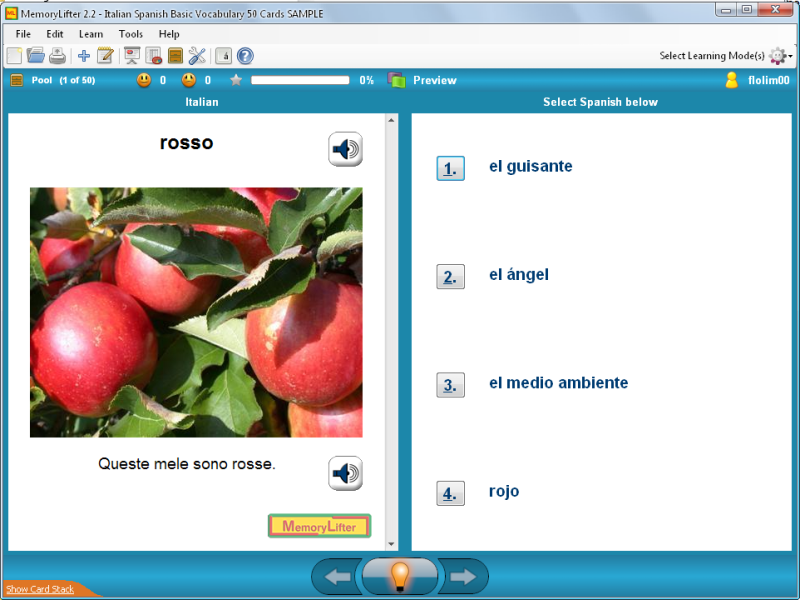 MemoryLifter 2.2 - Italian Spanish Basic Vocabulary 50 Cards SAMPLE
File Edit Learn Tools Help
Select Learning Mode(s)
Pool (1 of 50) 0 0 0% Preview flolim00
Italian
Select Spanish below
rosso
Queste mele sono rosse.
MemoryLifter
1. el guisante
2. el ángel
3. el medio ambiente
4. rojo
Show Card Stack